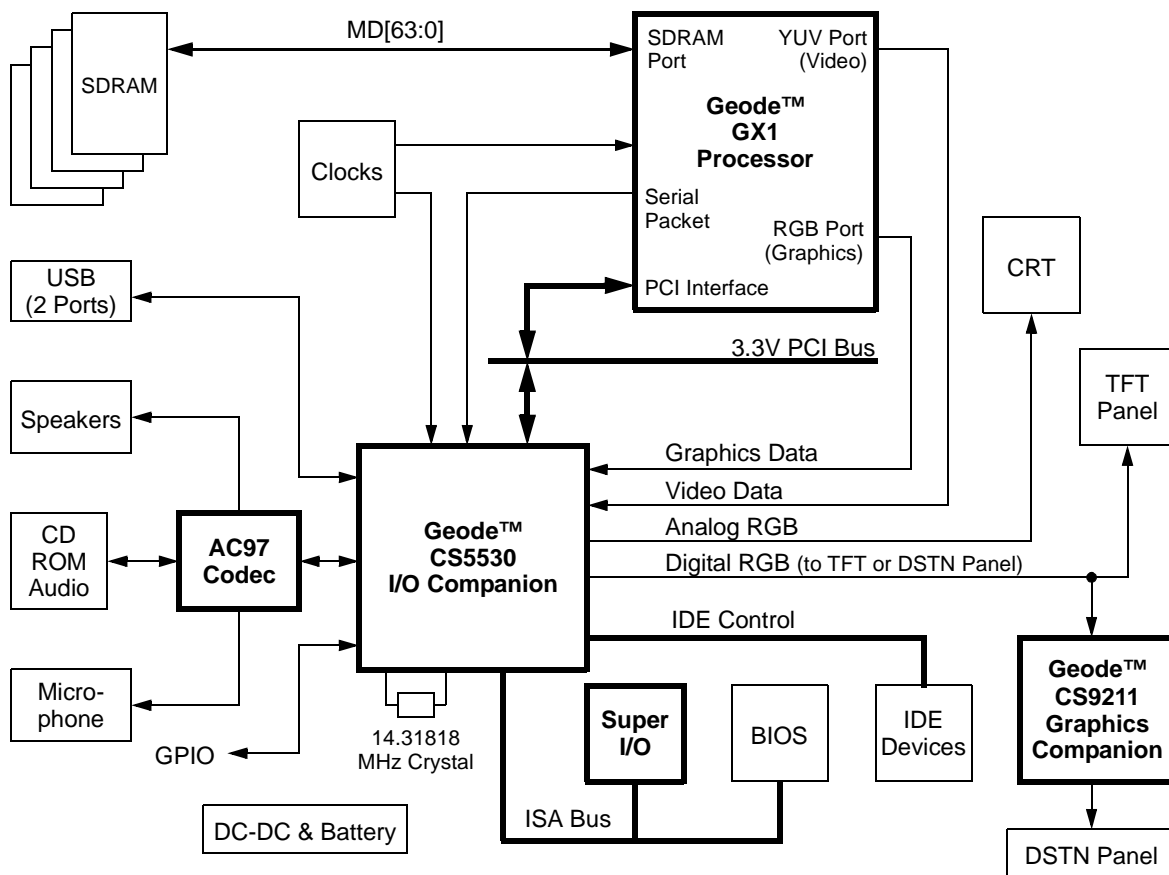 MD[63:0]
SDRAM
SDRAM
Port
YUV Port
(Video)
Geode™
GX1
Processor
Serial
Packet
RGB Port
(Graphics)
PCI Interface
Clocks
CRT
USB
(2 Ports)
3.3V PCI Bus
TFT
Panel
Speakers
Graphics Data
Video Data
Analog RGB
Digital RGB (to TFT or DSTN Panel)
CD
ROM
Audio
AC97
Codec
Geode™
CS5530
I/O Companion
IDE Control
Micro-
phone
GPIO
14.31818
MHz Crystal
Super
I/O
BIOS
IDE
Devices
Geode™
CS9211
Graphics
Companion
ISA Bus
DC-DC & Battery
DSTN Panel